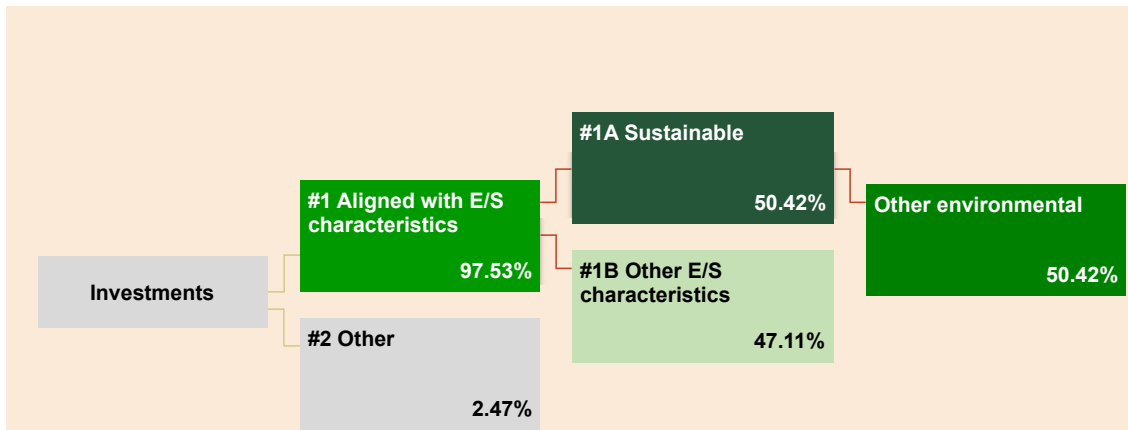 Investments
#1 Aligned with E/S
characteristics
97.53%
#2 Other
2.47%
#1A Sustainable
50.42%
#1B Other E/S
characteristics
47.11%
Other environmental
50.42%